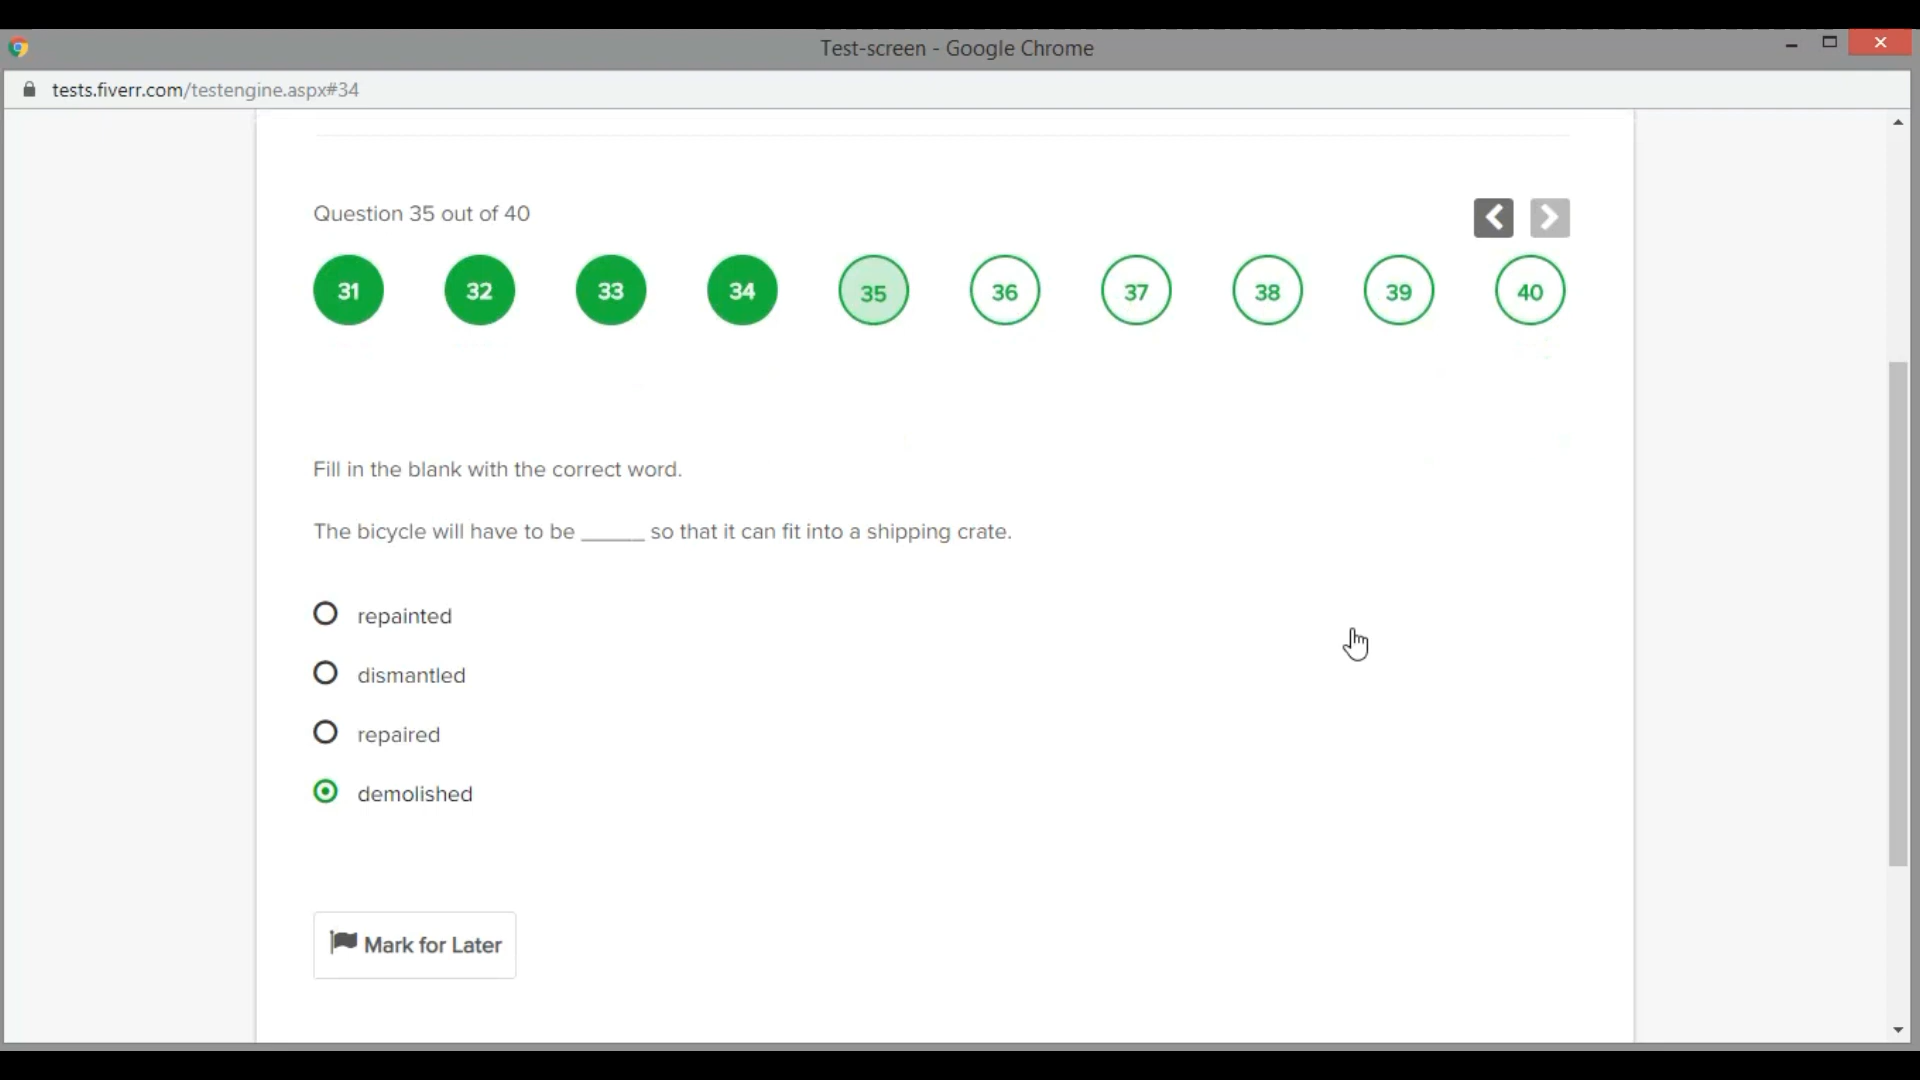 Test-screen - Google Chrome
tests.fiverr.com/testengine.aspx#34
Question 35 out of 40
31 32 33 34 35 36 37 38 39 40
Fill in the blank with the correct word.
The bicycle will have to be ______ so that it can fit into a shipping crate.
repainted
dismantled
repaired
demolished
Mark for Later